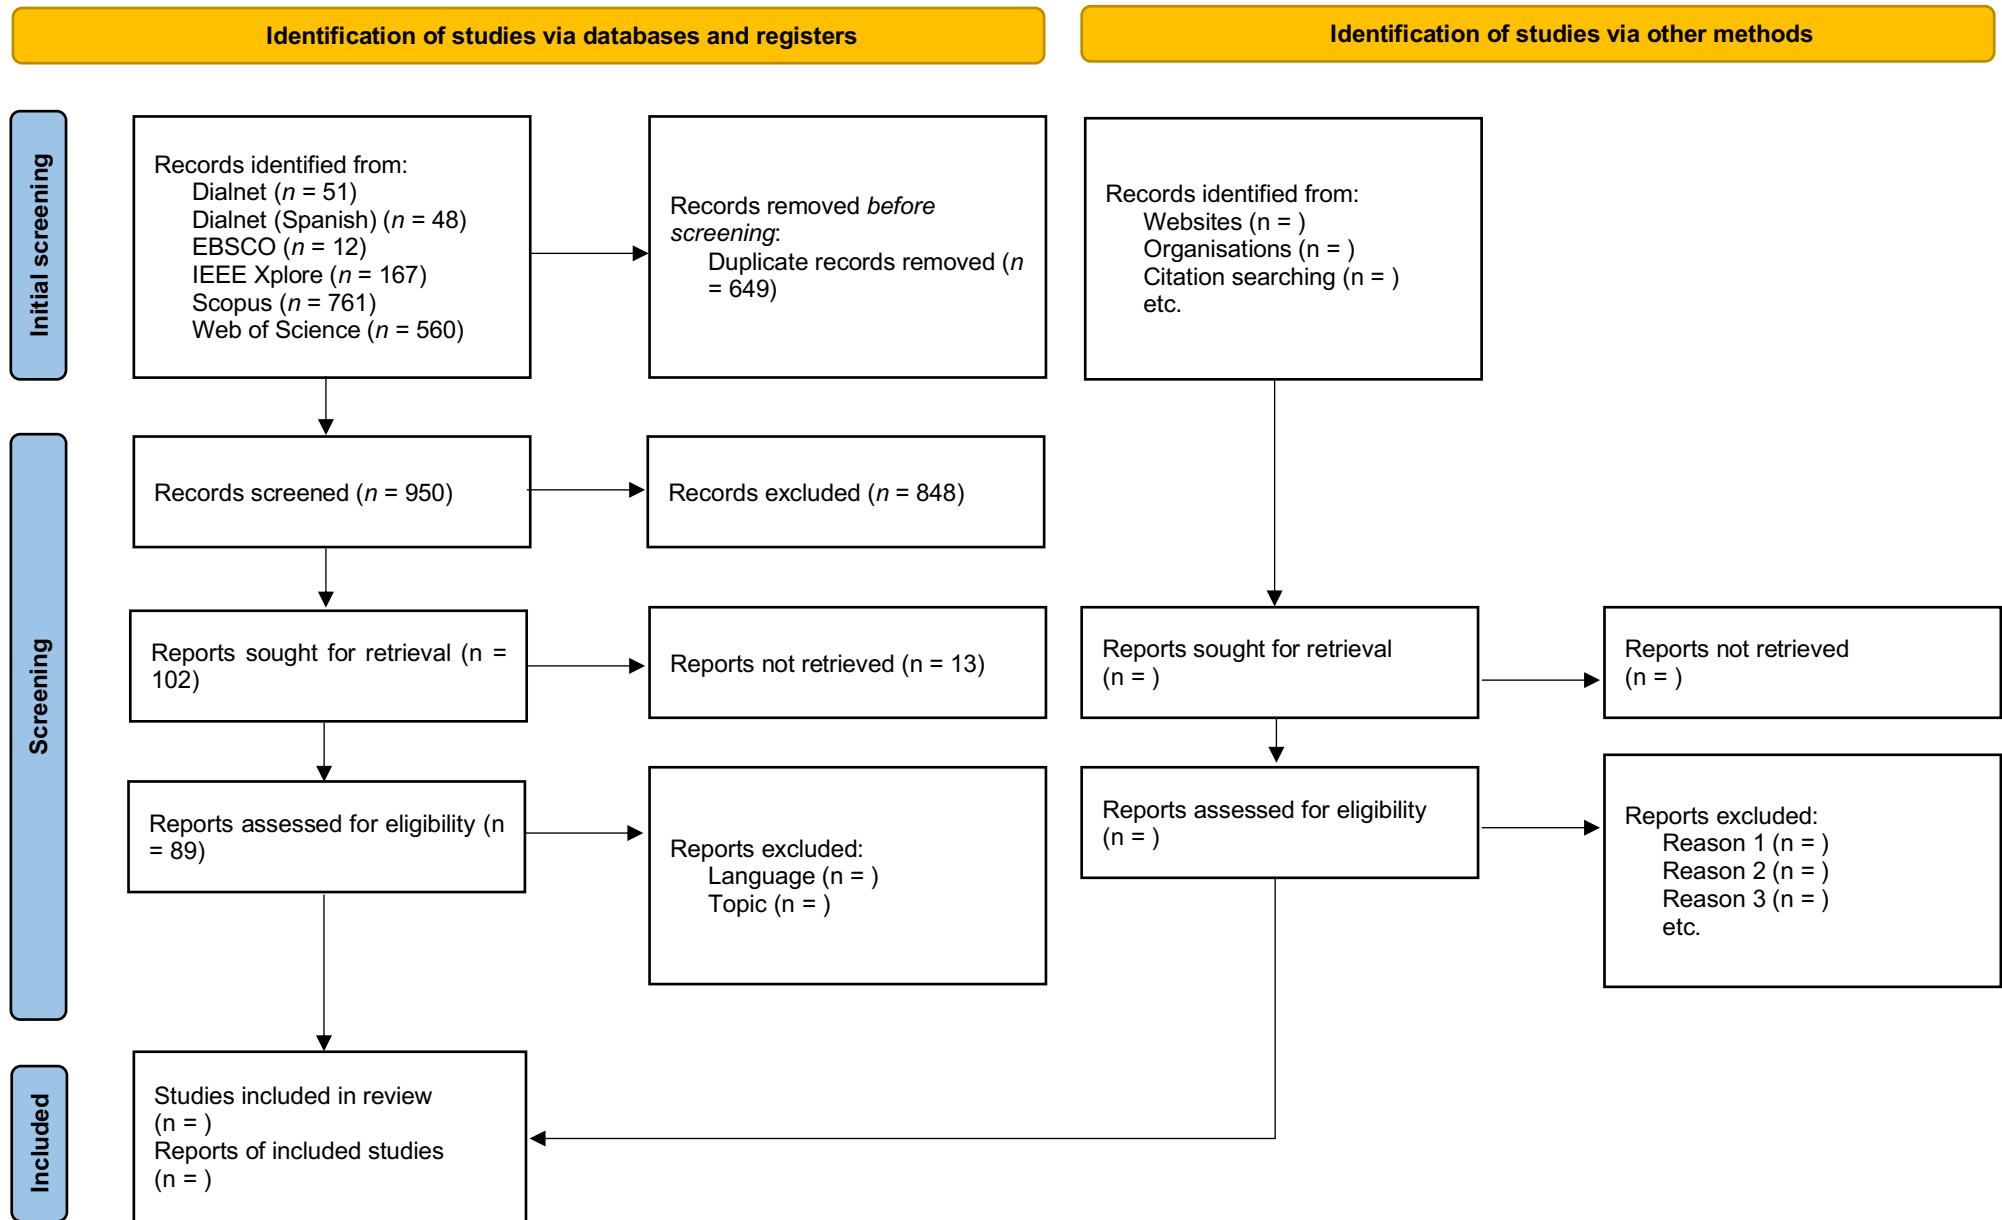 Identification of studies via databases and registers
Identification of studies via other methods
Initial screening
Records identified from:
Dialnet (n = 51)
Dialnet (Spanish) (n = 48)
EBSCO (n = 12)
IEEE Xplore (n = 167)
Scopus (n = 761)
Web of Science (n = 560)
Records removed before
screening:
Duplicate records removed (n
= 649)
Records identified from:
Websites (n = )
Organisations (n = )
Citation searching (n = )
etc.
Screening
Records screened (n = 950)
Records excluded (n = 848)
Reports sought for retrieval (n =
102)
Reports not retrieved (n = 13)
Reports sought for retrieval
(n = )
Reports not retrieved
(n = )
Reports assessed for eligibility (n
= 89)
Reports excluded:
Language (n = )
Topic (n = )
Reports assessed for eligibility
(n = )
Reports excluded:
Reason 1 (n = )
Reason 2 (n = )
Reason 3 (n = )
etc.
Included
Studies included in review
(n = )
Reports of included studies
(n = )